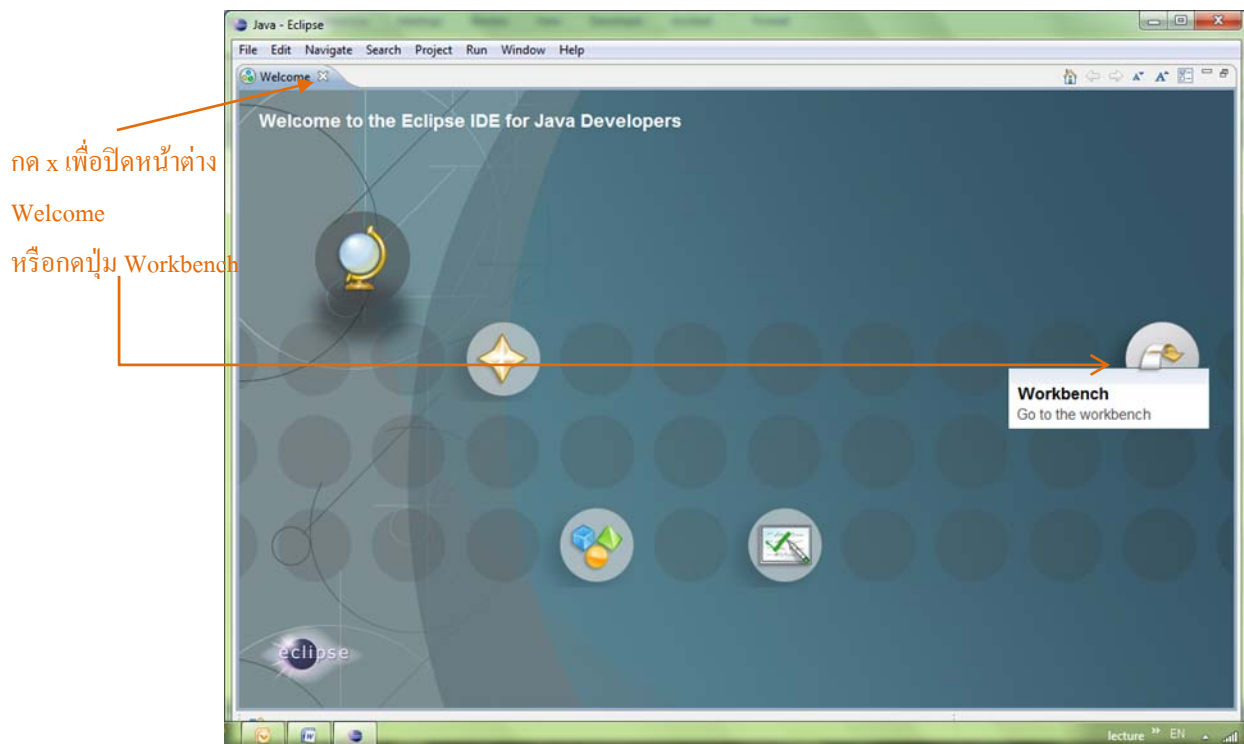 Java - Eclipse
File Edit Navigate Search Project Run Window Help
Welcome
Welcome to the Eclipse IDE for Java Developers
กด x เพื่อปิดหน้าต่าง
Welcome
หรือกดปุ่ม Workbench
Workbench
Go to the workbench
eclipse
lecture » EN